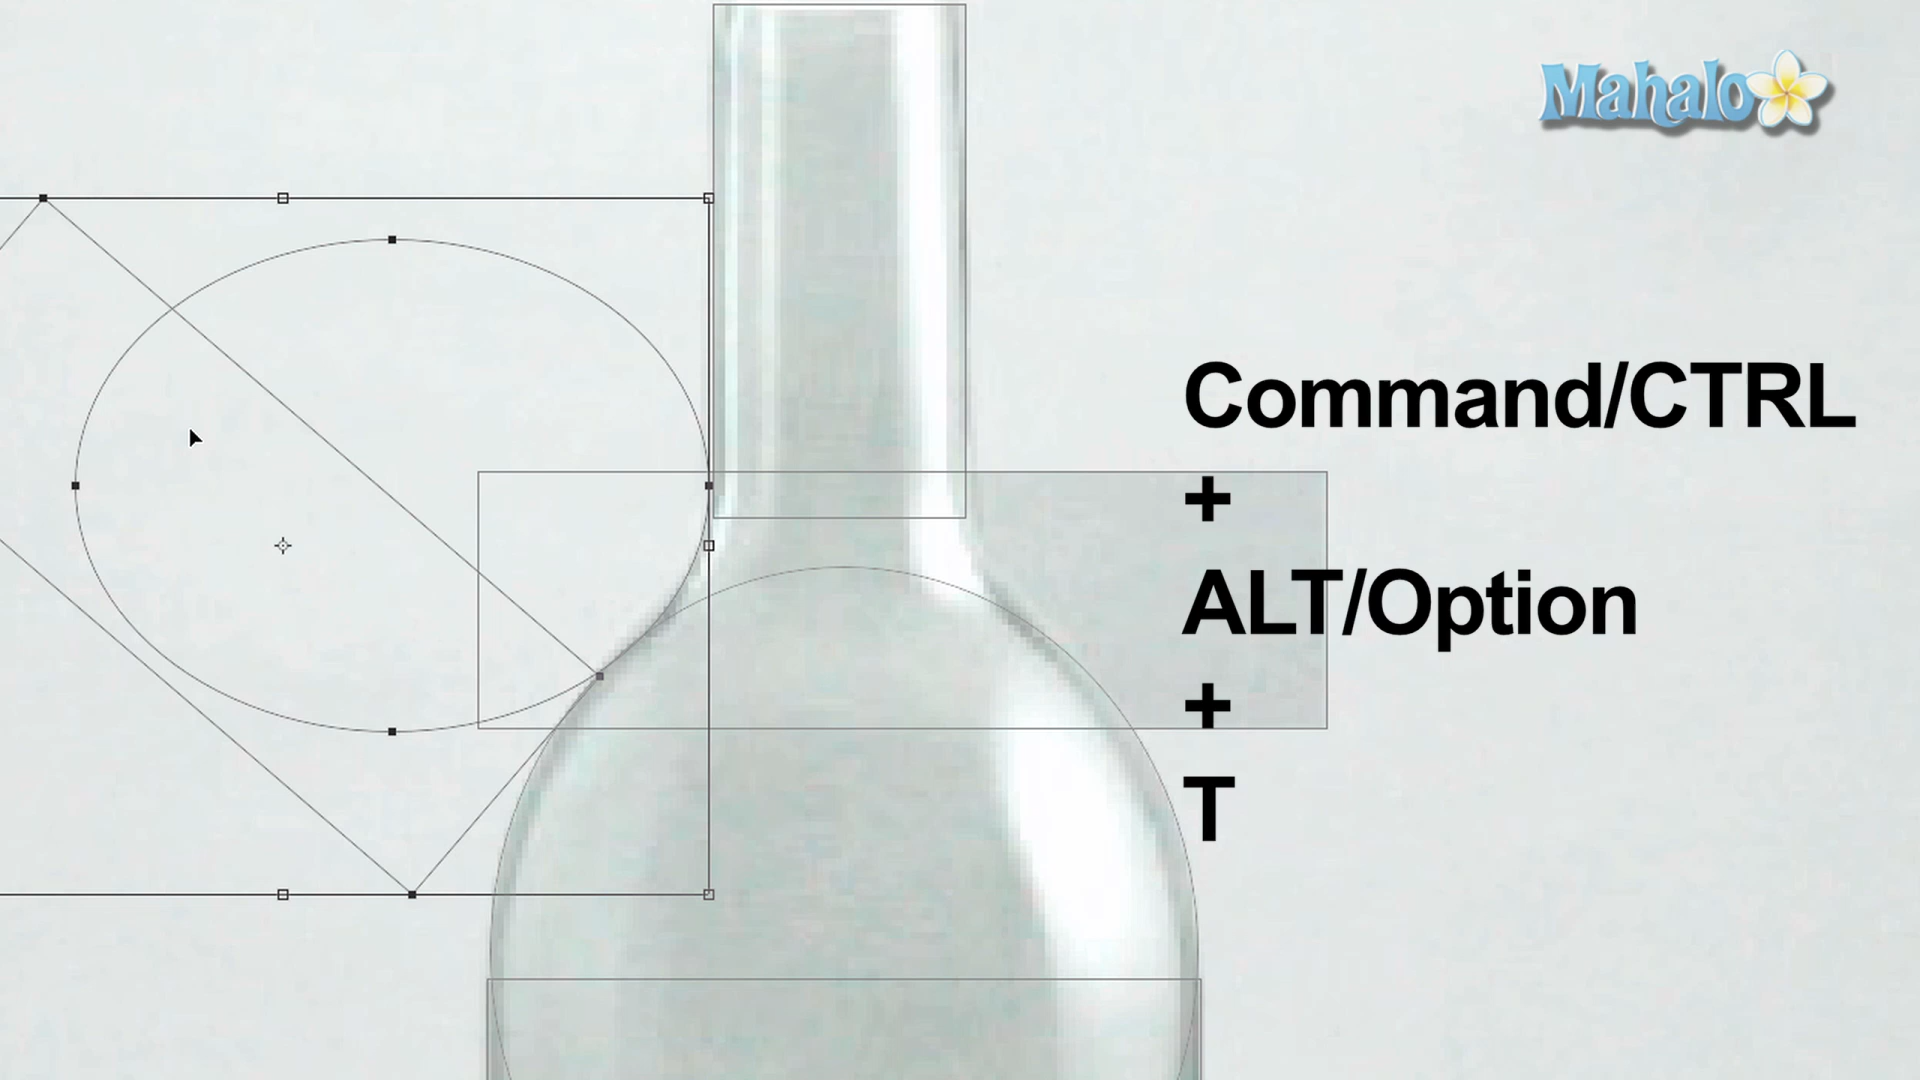 Mahalo
Command/CTRL
+
ALT/Option
+
T